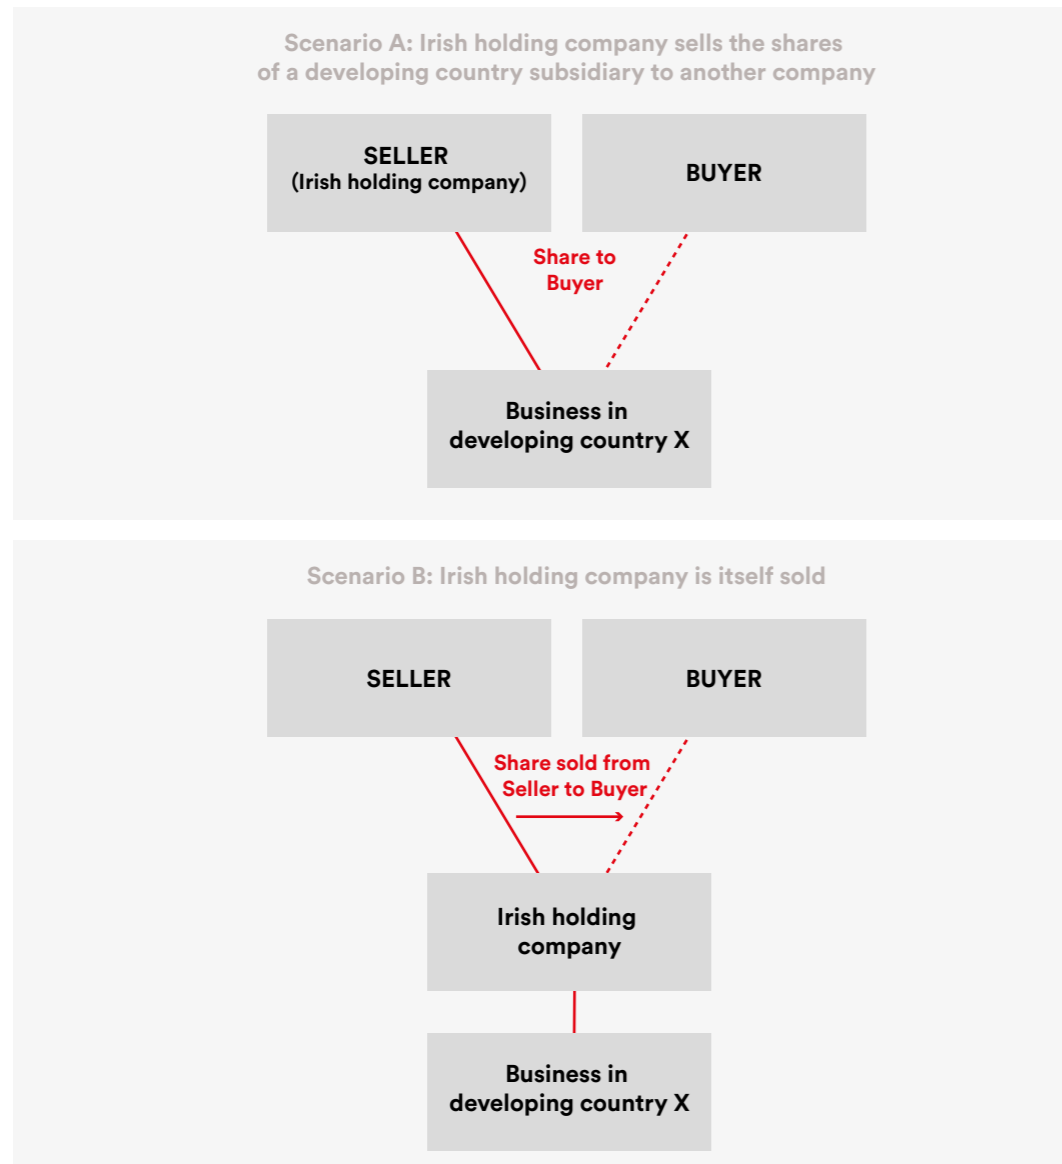 Scenario A: Irish holding company sells the shares
of a developing country subsidiary to another company
SELLER
(Irish holding company)
BUYER
Share to
Buyer
Business in
developing country X
Scenario B: Irish holding company is itself sold
SELLER
BUYER
Share sold from
Seller to Buyer
Irish holding
company
Business in
developing country X